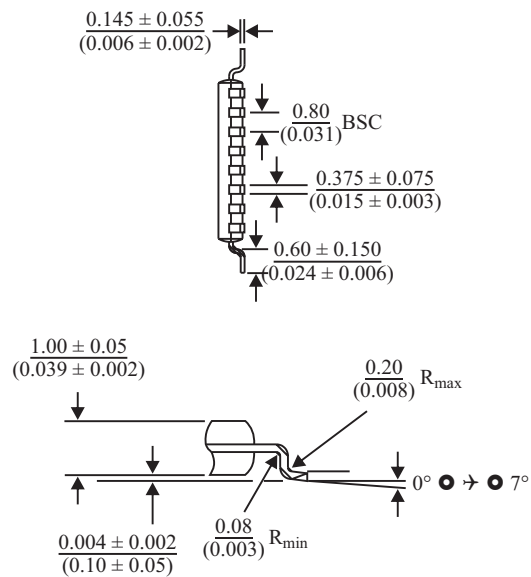 0.145 ± 0.055
(0.006 ± 0.002)
0.80
(0.031) BSC
0.375 ± 0.075
(0.015 ± 0.003)
0.60 ± 0.150
(0.024 ± 0.006)
1.00 ± 0.05
(0.039 ± 0.002)
0.20
(0.008) Rmax
0° 7°
0.004 ± 0.002
(0.10 ± 0.05)
0.08
(0.003) Rmin